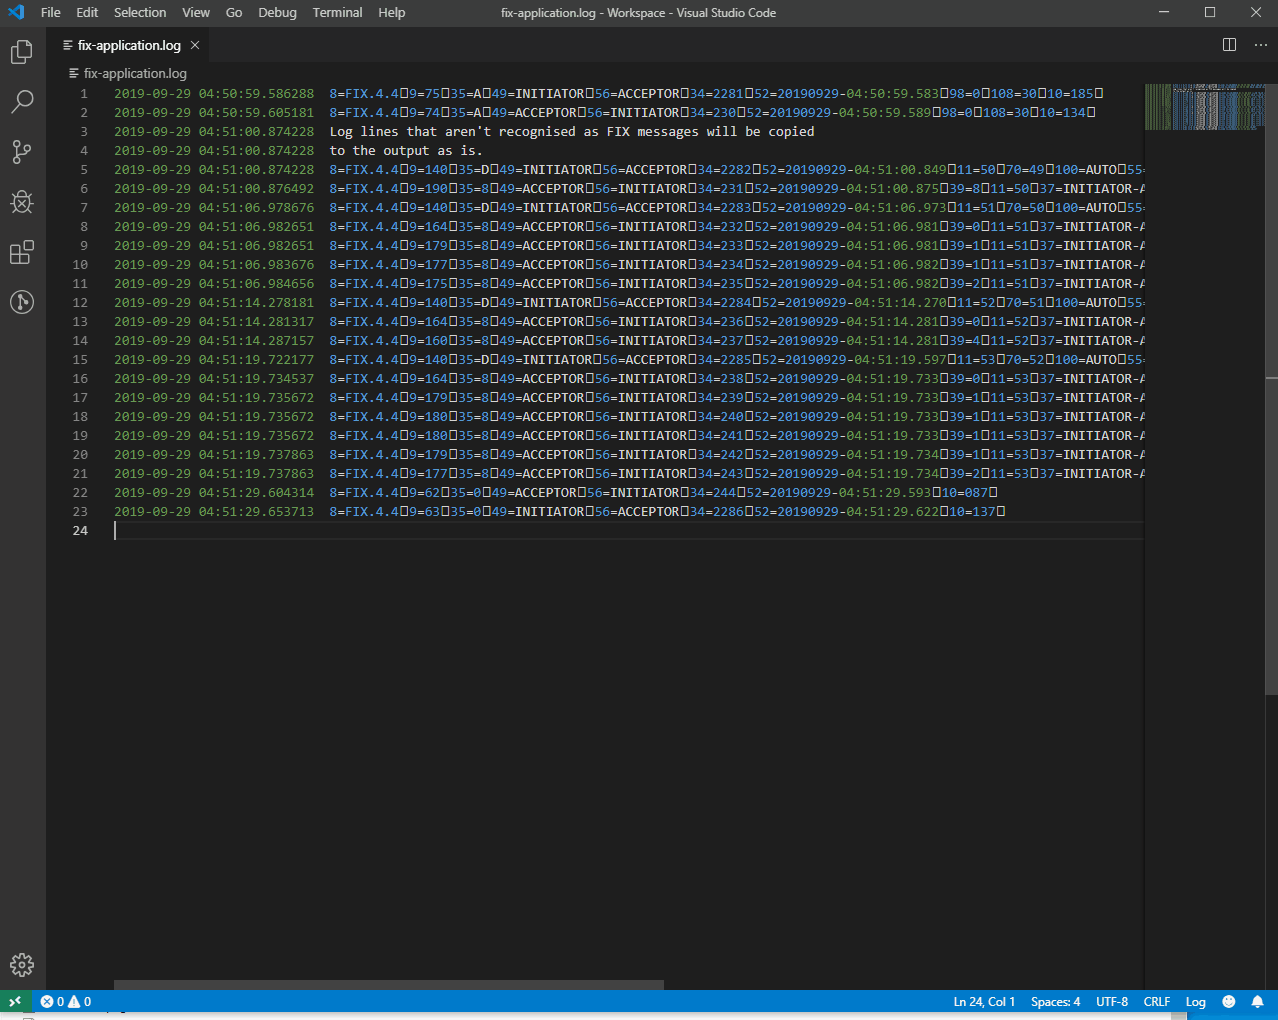 File Edit Selection View Go Debug Terminal Help fix-application.log - Workspace - Visual Studio Code
fix-application.log
fix-application.log
1 2019-09-29 04:50:59.586288 8=FIX.4.4□9=75□35=A□49=INITIATOR□56=ACCEPTOR□34=2281□52=20190929-04:50:59.583□98=0□108=30□10=185□
2 2019-09-29 04:50:59.605181 8=FIX.4.4□9=74□35=A□49=ACCEPTOR□56=INITIATOR□34=230□52=20190929-04:50:59.589□98=0□108=30□10=134□
3 2019-09-29 04:51:00.874228 Log lines that aren't recognised as FIX messages will be copied
4 2019-09-29 04:51:00.874228 to the output as is.
5 2019-09-29 04:51:00.874228 8=FIX.4.4□9=140□35=D□49=INITIATOR□56=ACCEPTOR□34=2282□52=20190929-04:51:00.849□11=50□70=49□100=AUTO□55=
6 2019-09-29 04:51:00.876492 8=FIX.4.4□9=190□35=8□49=ACCEPTOR□56=INITIATOR□34=231□52=20190929-04:51:00.875□39=8□11=50□37=INITIATOR-A
7 2019-09-29 04:51:06.978676 8=FIX.4.4□9=140□35=D□49=INITIATOR□56=ACCEPTOR□34=2283□52=20190929-04:51:06.973□11=51□70=50□100=AUTO□55=
8 2019-09-29 04:51:06.982651 8=FIX.4.4□9=164□35=8□49=ACCEPTOR□56=INITIATOR□34=232□52=20190929-04:51:06.981□39=0□11=51□37=INITIATOR-A
9 2019-09-29 04:51:06.982651 8=FIX.4.4□9=179□35=8□49=ACCEPTOR□56=INITIATOR□34=233□52=20190929-04:51:06.981□39=1□11=51□37=INITIATOR-A
10 2019-09-29 04:51:06.983676 8=FIX.4.4□9=177□35=8□49=ACCEPTOR□56=INITIATOR□34=234□52=20190929-04:51:06.982□39=1□11=51□37=INITIATOR-A
11 2019-09-29 04:51:06.984656 8=FIX.4.4□9=175□35=8□49=ACCEPTOR□56=INITIATOR□34=235□52=20190929-04:51:06.982□39=2□11=51□37=INITIATOR-A
12 2019-09-29 04:51:14.278181 8=FIX.4.4□9=140□35=D□49=INITIATOR□56=ACCEPTOR□34=2284□52=20190929-04:51:14.270□11=52□70=51□100=AUTO□55=
13 2019-09-29 04:51:14.281317 8=FIX.4.4□9=164□35=8□49=ACCEPTOR□56=INITIATOR□34=236□52=20190929-04:51:14.281□39=0□11=52□37=INITIATOR-A
14 2019-09-29 04:51:14.287157 8=FIX.4.4□9=160□35=8□49=ACCEPTOR□56=INITIATOR□34=237□52=20190929-04:51:14.281□39=4□11=52□37=INITIATOR-A
15 2019-09-29 04:51:19.722177 8=FIX.4.4□9=140□35=D□49=INITIATOR□56=ACCEPTOR□34=2285□52=20190929-04:51:19.597□11=53□70=52□100=AUTO□55=
16 2019-09-29 04:51:19.734537 8=FIX.4.4□9=164□35=8□49=ACCEPTOR□56=INITIATOR□34=238□52=20190929-04:51:19.733□39=0□11=53□37=INITIATOR-A
17 2019-09-29 04:51:19.735672 8=FIX.4.4□9=179□35=8□49=ACCEPTOR□56=INITIATOR□34=239□52=20190929-04:51:19.733□39=1□11=53□37=INITIATOR-A
18 2019-09-29 04:51:19.735672 8=FIX.4.4□9=180□35=8□49=ACCEPTOR□56=INITIATOR□34=240□52=20190929-04:51:19.733□39=1□11=53□37=INITIATOR-A
19 2019-09-29 04:51:19.735672 8=FIX.4.4□9=180□35=8□49=ACCEPTOR□56=INITIATOR□34=241□52=20190929-04:51:19.733□39=1□11=53□37=INITIATOR-A
20 2019-09-29 04:51:19.737863 8=FIX.4.4□9=179□35=8□49=ACCEPTOR□56=INITIATOR□34=242□52=20190929-04:51:19.734□39=1□11=53□37=INITIATOR-A
21 2019-09-29 04:51:19.737863 8=FIX.4.4□9=177□35=8□49=ACCEPTOR□56=INITIATOR□34=243□52=20190929-04:51:19.734□39=2□11=53□37=INITIATOR-A
22 2019-09-29 04:51:29.604314 8=FIX.4.4□9=62□35=0□49=ACCEPTOR□56=INITIATOR□34=244□52=20190929-04:51:29.593□10=087□
23 2019-09-29 04:51:29.653713 8=FIX.4.4□9=63□35=0□49=INITIATOR□56=ACCEPTOR□34=2286□52=20190929-04:51:29.622□10=137□
24
0 0 Ln 24, Col 1 Spaces: 4 UTF-8 CRLF Log